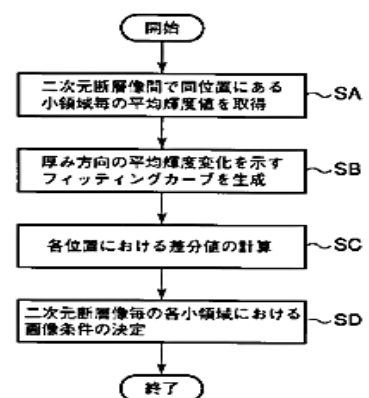 開始
二次元断層像間で同位置にある
小領域毎の平均輝度値を取得
SA
厚み方向の平均輝度変化を示す
フィッティングカーブを生成
SB
各位置における差分値の計算
SC
二次元断層像毎の各小領域における
画像条件の決定
SD
終了